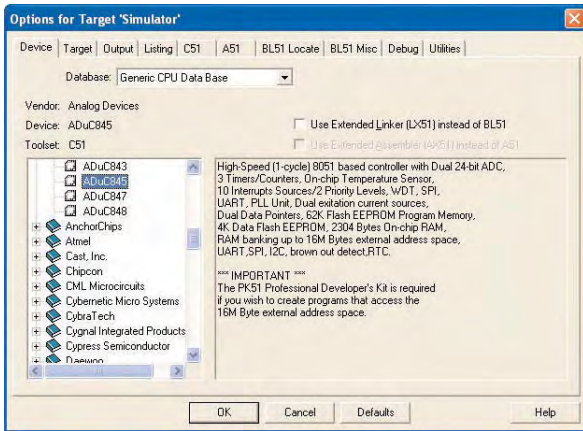 Options for Target 'Simulator'
Device Target Output Listing C51 A51 BL51 Locate BL51 Misc Debug Utilities
Database: Generic CPU Data Base
Vendor: Analog Devices
Device: ADuC845
Use Extended Linker (LX51) instead of BL51
Toolset: C51
Use Extended Assembler (AX51) instead of A51
ADuC843
ADuC845
ADuC847
ADuC848
AnchorChips
Atmel
Cast, Inc.
Chipcon
CML Microcircuits
Cybernetic Micro Systems
CybraTech
Cygnal Integrated Products
Cypress Semiconductor
Daewoo
High-Speed (1-cycle) 8051 based controller with Dual 24-bit ADC,
3 Timers/Counters, On-chip Temperature Sensor,
10 Interrupts Sources/2 Priority Levels, WDT, SPI,
UART, PLL Unit, Dual exitation current sources,
Dual Data Pointers, 62K Flash EEPROM Program Memory,
4K Data Flash EEPROM, 2304 Bytes On-chip RAM,
RAM banking up to 16M Bytes external address space,
UART,SPI, I2C, brown out detect,RTC.
*** IMPORTANT ***
The PK51 Professional Developer's Kit is required
if you wish to create programs that access the
16M Byte external address space.
OK Cancel Defaults Help